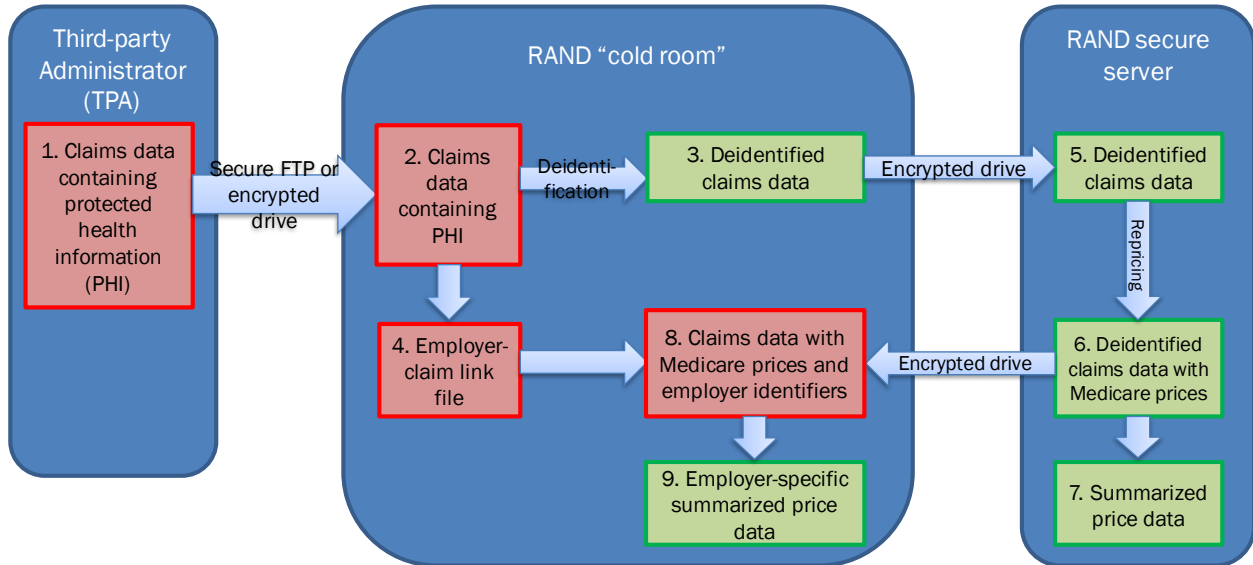 Third-party
Administrator
(TPA)
1. Claims data
containing
protected
health
information
(PHI)
Secure FTP or
encrypted
drive
RAND “cold room”
2. Claims
data
containing
PHI
Deidenti-
fication
3. Deidentified
claims data
4. Employer-
claim link
file
8. Claims data with
Medicare prices and
employer identifiers
9. Employer-specific
summarized price
data
Encrypted drive
Encrypted drive
RAND secure
server
5. Deidentified
claims data
Repricing
6. Deidentified
claims data with
Medicare prices
7. Summarized
price data